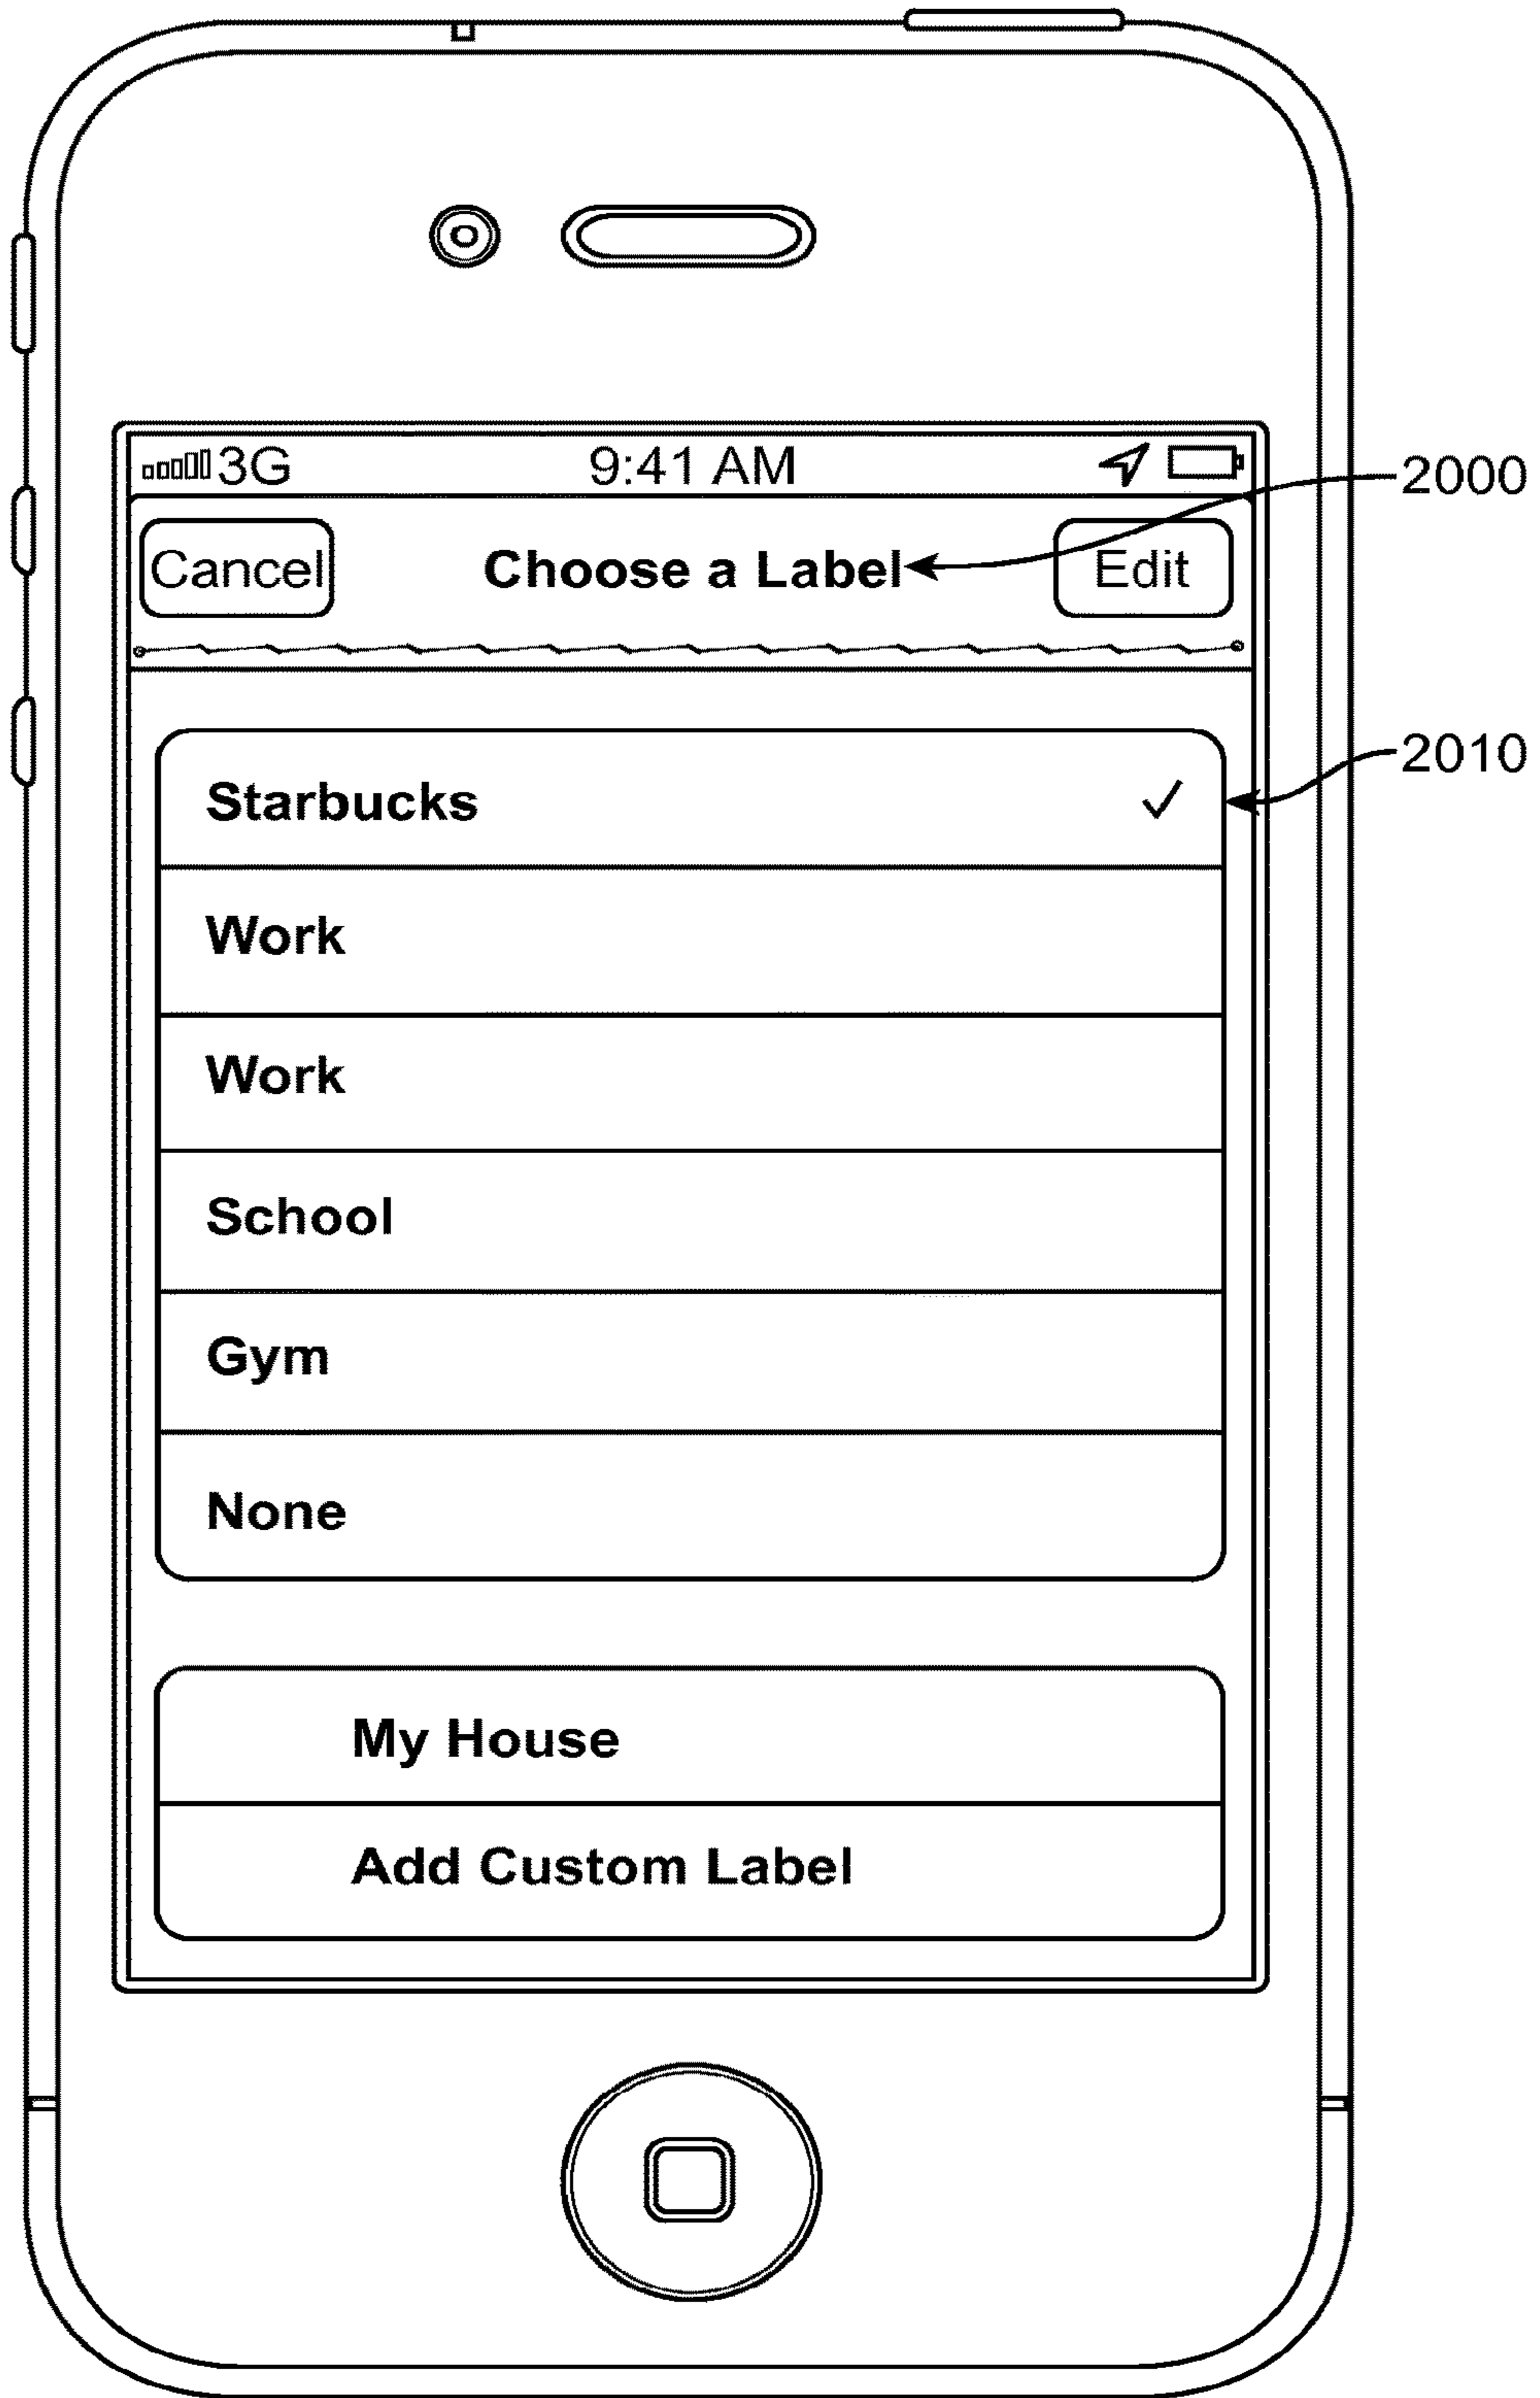 3G 9:41 AM
2000
Cancel Choose a Label Edit
2010
Starbucks
Work
Work
School
Gym
None
My House
Add Custom Label